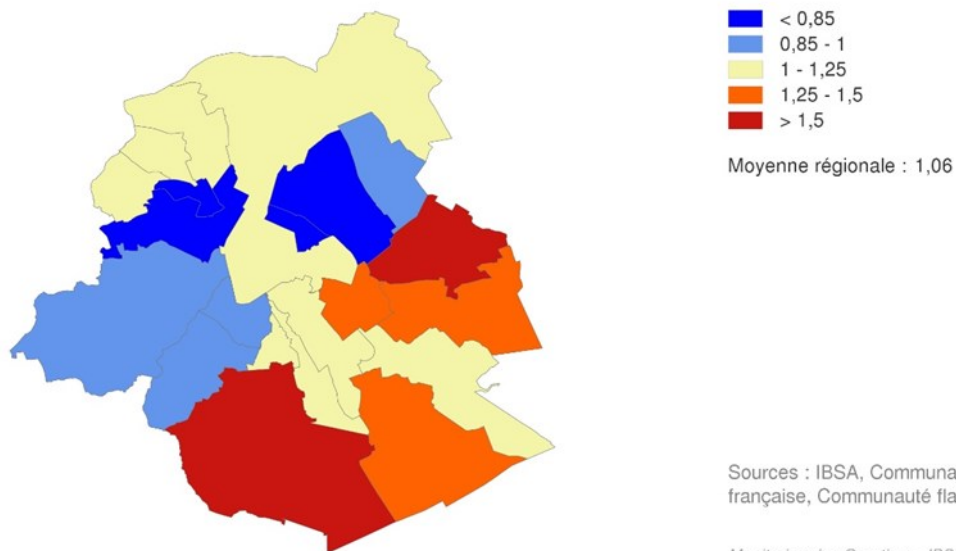 < 0,85
0,85 - 1
1 - 1,25
1,25 - 1,5
> 1,5
Moyenne régionale : 1,06
Sources : IBSA, Communa
française, Communauté fla